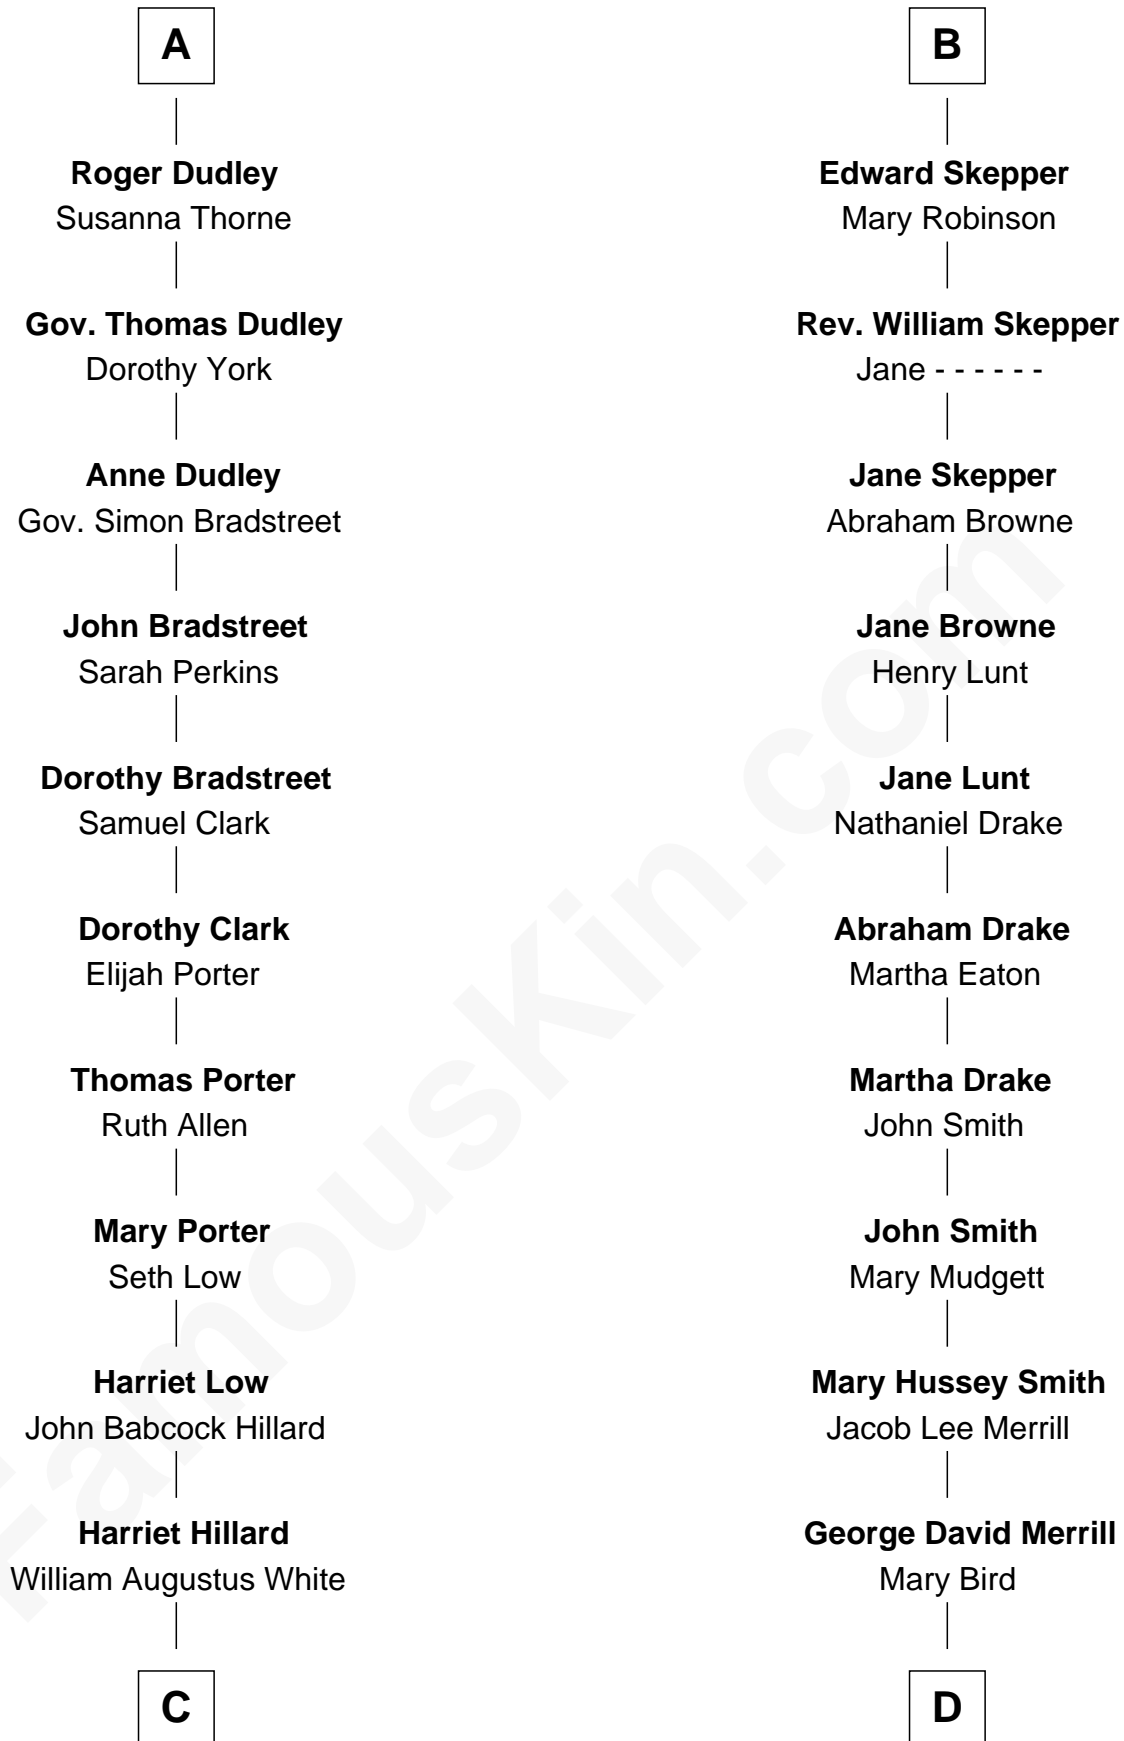 A
Roger Dudley
Susanna Thorne
Gov. Thomas Dudley
Dorothy York
Anne Dudley
Gov. Simon Bradstreet
John Bradstreet
Sarah Perkins
Dorothy Bradstreet
Samuel Clark
Dorothy Clark
Elijah Porter
Thomas Porter
Ruth Allen
Mary Porter
Seth Low
Harriet Low
John Babcock Hillard
Harriet Hillard
William Augustus White
C
B
Edward Skepper
Mary Robinson
Rev. William Skepper
Jane - - - - - -
Jane Skepper
Abraham Browne
Jane Browne
Henry Lunt
Jane Lunt
Nathaniel Drake
Abraham Drake
Martha Eaton
Martha Drake
John Smith
John Smith
Mary Mudgett
Mary Hussey Smith
Jacob Lee Merrill
George David Merrill
Mary Bird
D
FamousKin.com